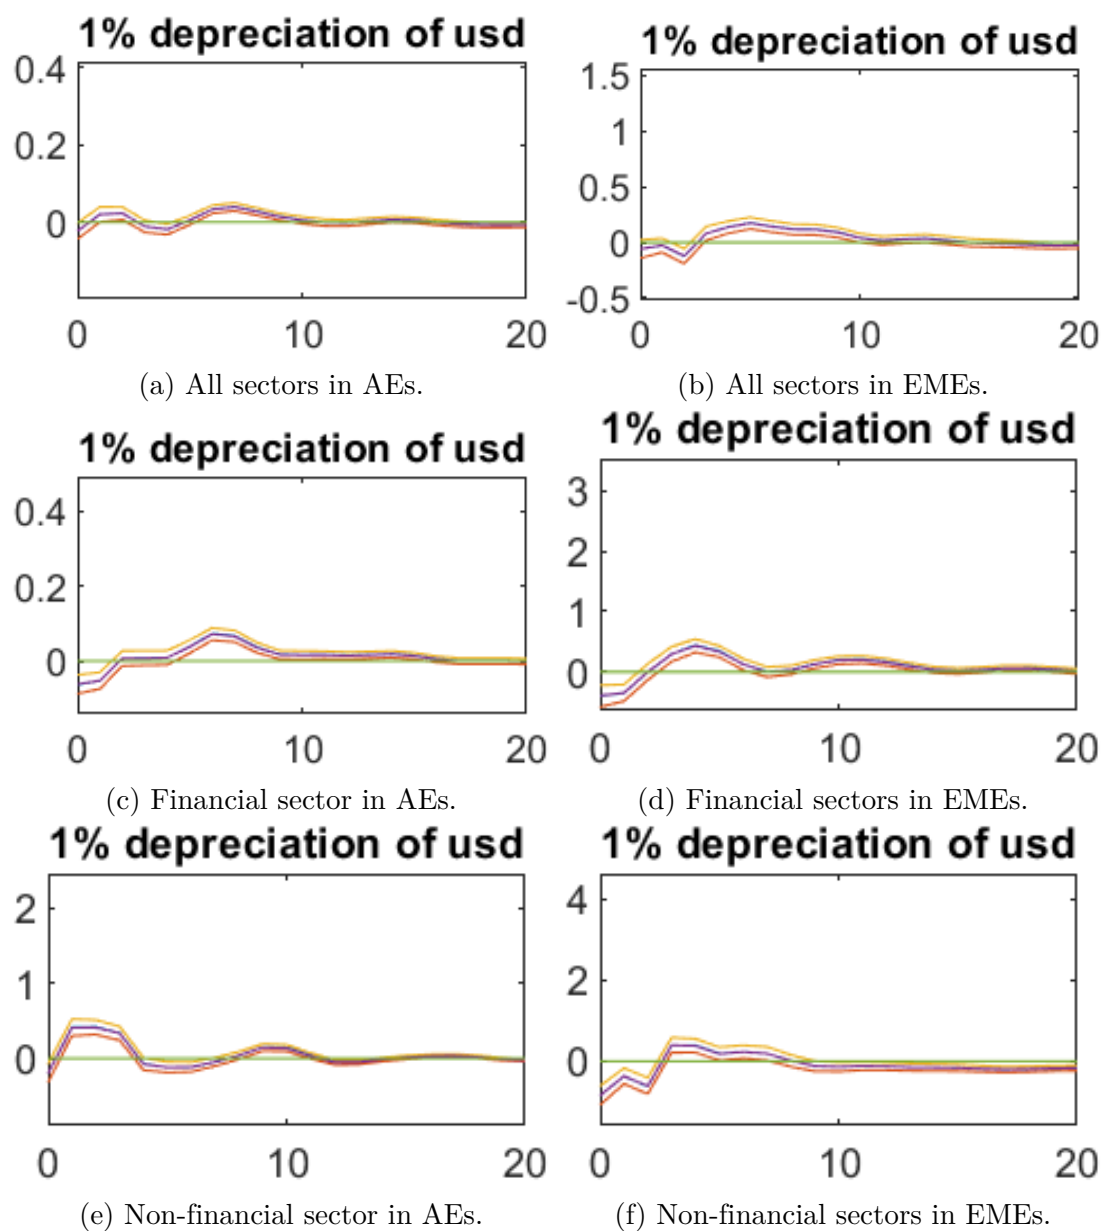 1% depreciation of usd
0.4
0.2
0
0 10 20
(a) All sectors in AEs.
1% depreciation of usd
1.5
1
0.5
0
-0.5
0 10 20
(b) All sectors in EMEs.
1% depreciation of usd
0.4
0.2
0
0 10 20
(c) Financial sector in AEs.
1% depreciation of usd
3
2
1
0
0 10 20
(d) Financial sectors in EMEs.
1% depreciation of usd
2
1
0
0 10 20
(e) Non-financial sector in AEs.
1% depreciation of usd
4
2
0
0 10 20
(f) Non-financial sectors in EMEs.